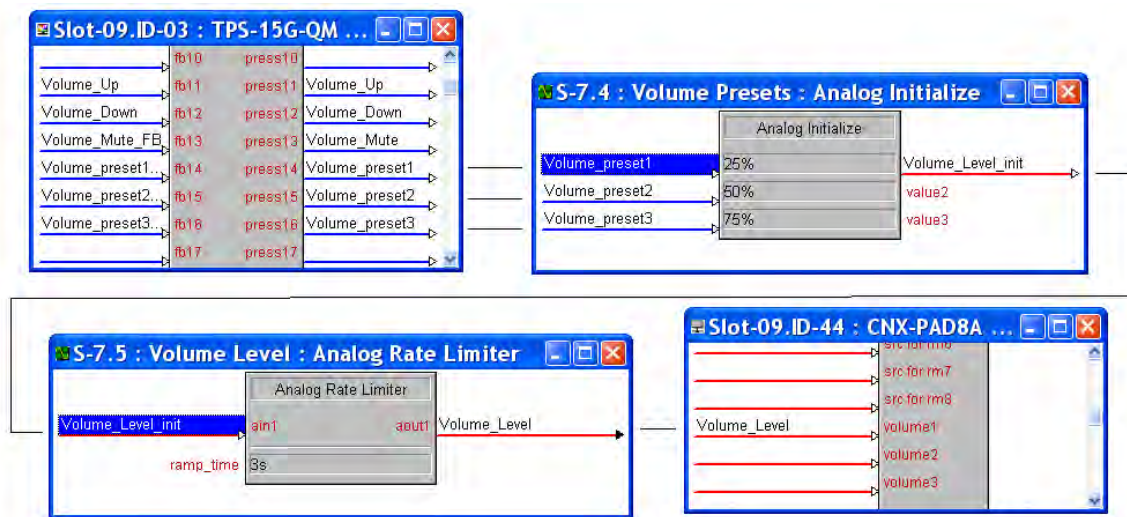 Slot-09.ID-03 : TPS-15G-QM ...
fb10 press10
Volume_Up fb11 press11 Volume_Up
Volume_Down fb12 press12 Volume_Down
Volume_Mute_FB fb13 press13 Volume_Mute
Volume_preset1... fb14 press14 Volume_preset1
Volume_preset2... fb15 press15 Volume_preset2
Volume_preset3... fb16 press16 Volume_preset3
fb17 press17
S-7.4 : Volume Presets : Analog Initialize
Analog Initialize
Volume_preset1 25% Volume_Level_init
Volume_preset2 50% value2
Volume_preset3 75% value3
S-7.5 : Volume Level : Analog Rate Limiter
Analog Rate Limiter
Volume_Level_init ain1 aout1 Volume_Level
ramp_time 3s
Slot-09.ID-44 : CNX-PAD8A ...
src for rm6
src for rm7
src for rm8
Volume_Level volume1
volume2
volume3